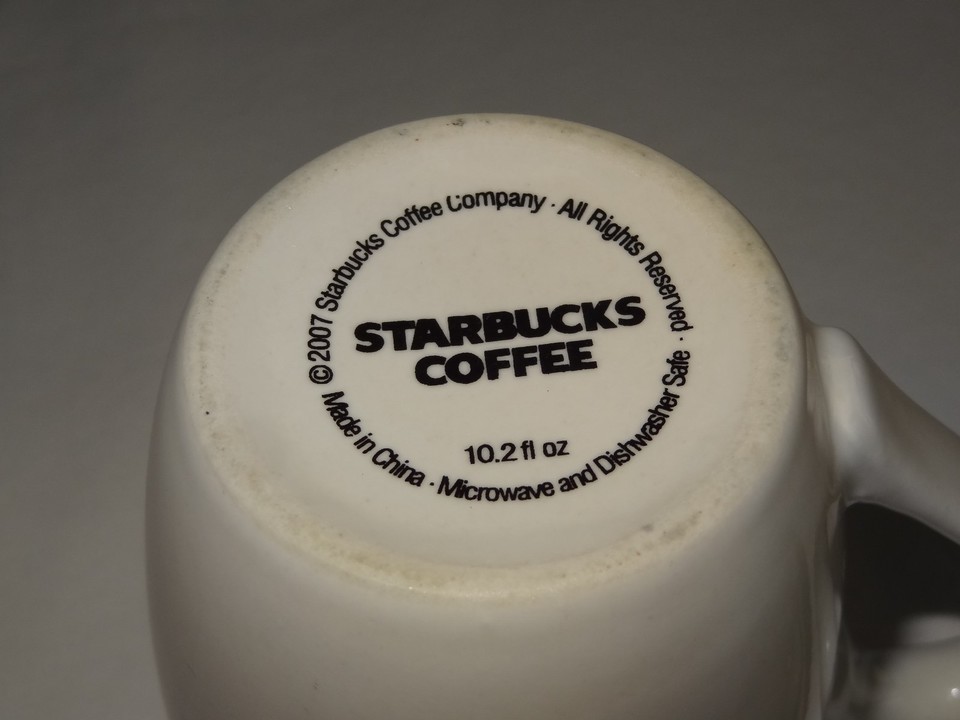 ©2007 Starbucks Coffee Company · All Rights Reserved ·
STARBUCKS
COFFEE
10.2 fl oz
Made in China · Microwave and Dishwasher Safe